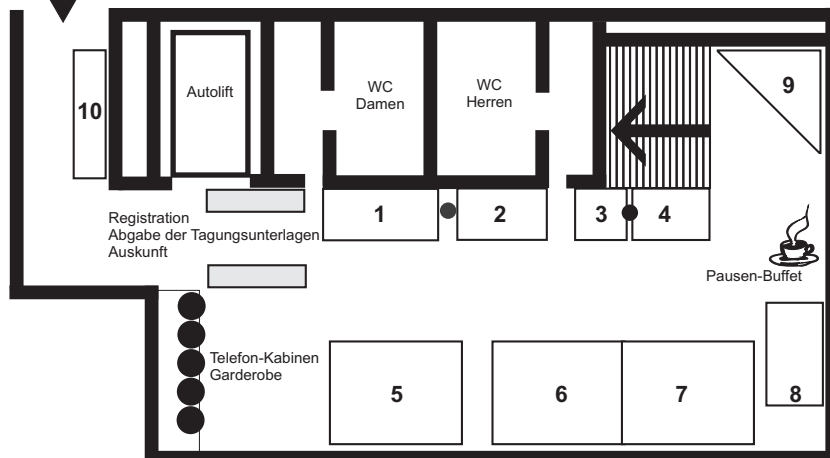 10
Autolift
WC
Damen
WC
Herren
9
Registration
Abgabe der Tagungsunterlagen
Auskunft
1
2
3
4
Pausen-Buffet
Telefon-Kabinen
Garderobe
5
6
7
8